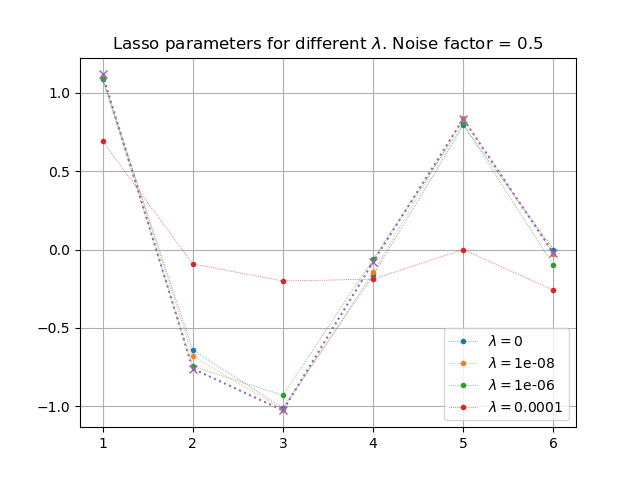 Lasso parameters for different λ. Noise factor = 0.5
1.0
0.5
0.0
−0.5
−1.0
λ = 0
λ = 1e-08
λ = 1e-06
λ = 0.0001
1 2 3 4 5 6